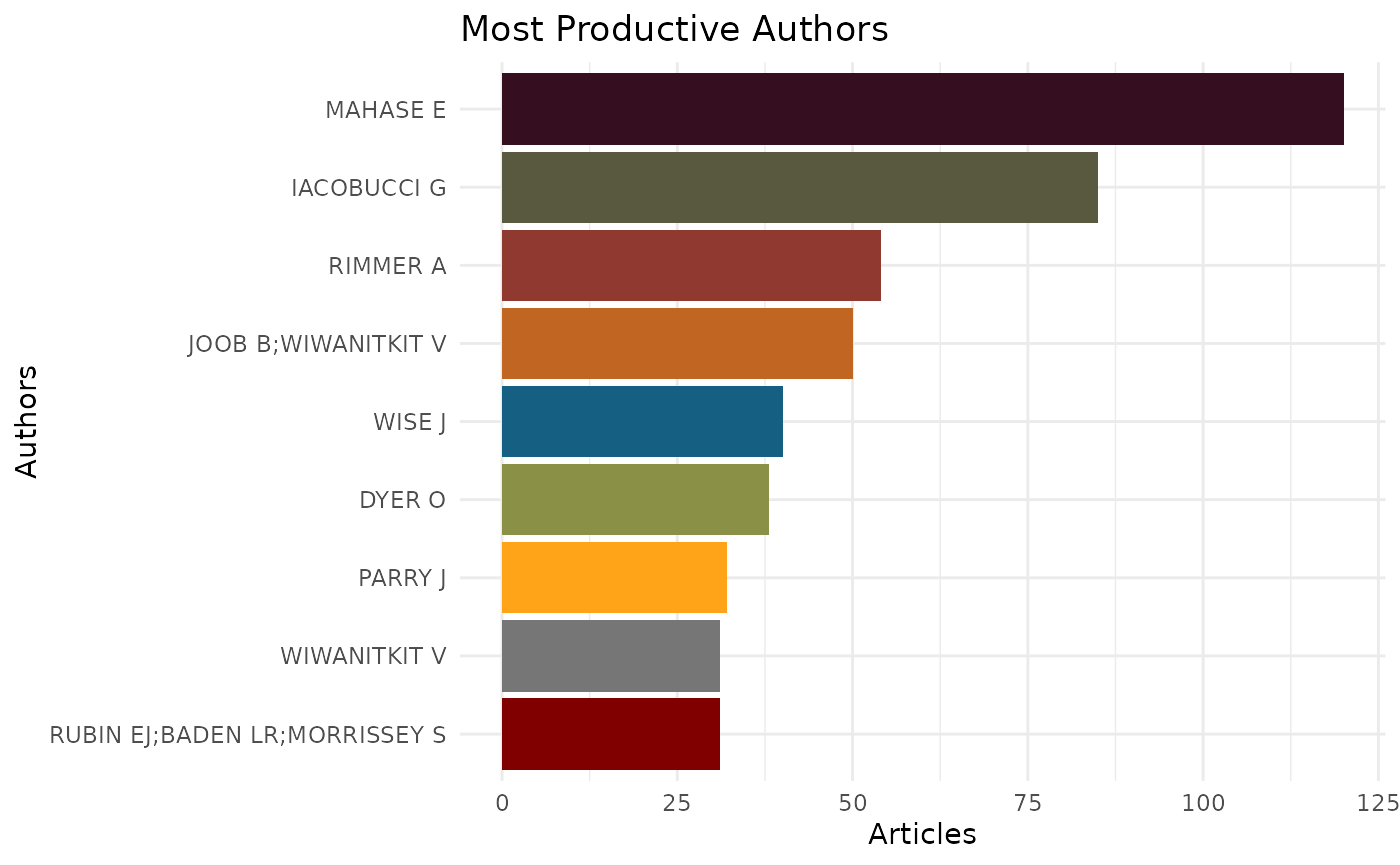 Most Productive Authors
MAHASE E
IACOBUCCI G
RIMMER A
JOOB B;WIWANITKIT V
WISE J
DYER O
PARRY J
WIWANITKIT V
RUBIN EJ;BADEN LR;MORRISSEY S
Authors
0 25 50 75 100 125
Articles